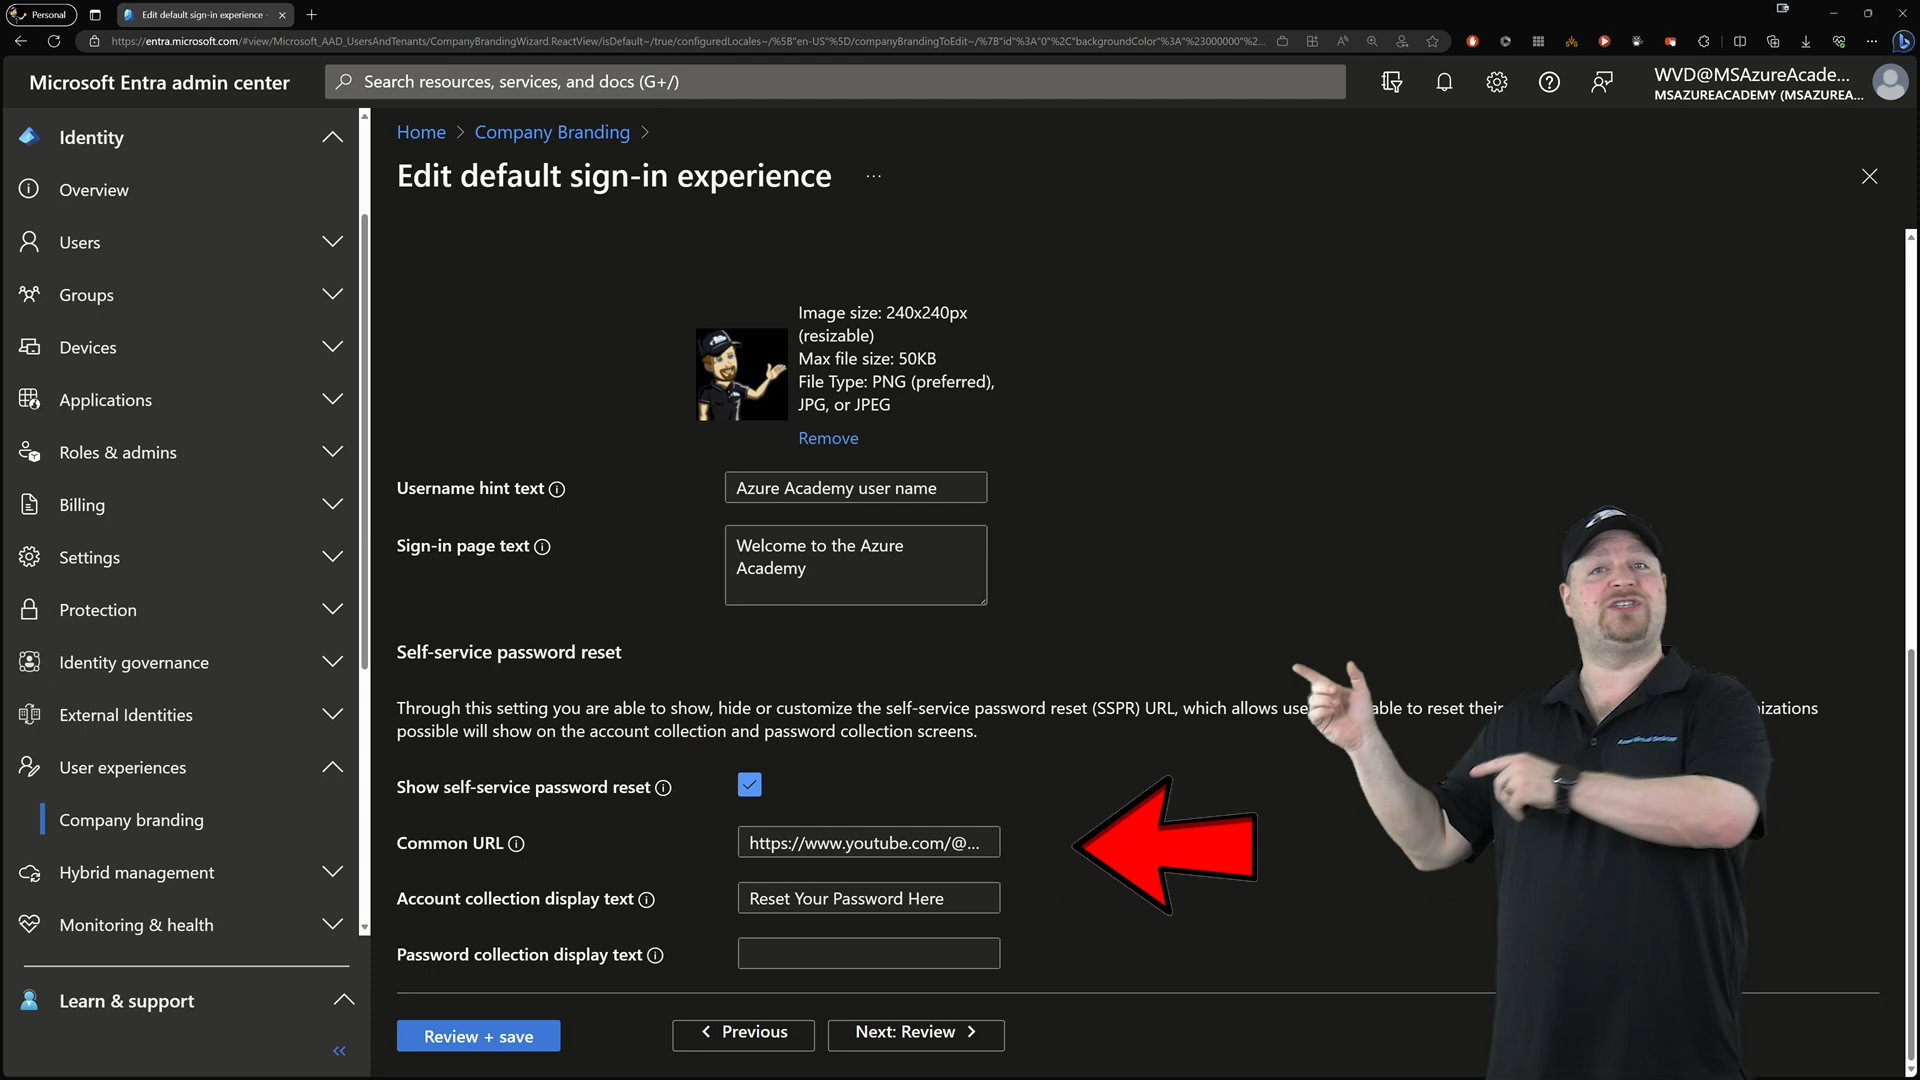 Personal
Edit default sign-in experience -
https://entra.microsoft.com/#view/Microsoft_AAD_UsersAndTenants/CompanyBrandingWizard.ReactView/isDefault~/true/configuredLocales~/%5B"en-US"%5D/companyBrandingToEdit~/%7B"id"%3A"0"%2C"backgroundColor"%3A"%23000000"%2...
Microsoft Entra admin center
Search resources, services, and docs (G+/)
WVD@MSAzureAcade...
MSAZUREACADEMY (MSAZUREA...
Identity
Overview
Users
Groups
Devices
Applications
Roles & admins
Billing
Settings
Protection
Identity governance
External Identities
User experiences
Company branding
Hybrid management
Monitoring & health
Learn & support
Home > Company Branding >
Edit default sign-in experience ...
Image size: 240x240px
(resizable)
Max file size: 50KB
File Type: PNG (preferred),
JPG, or JPEG
Remove
Username hint text
Azure Academy user name
Sign-in page text
Welcome to the Azure
Academy
Self-service password reset
Through this setting you are able to show, hide or customize the self-service password reset (SSPR) URL, which allows use able to reset their izations
possible will show on the account collection and password collection screens.
Show self-service password reset
Common URL
https://www.youtube.com/@...
Account collection display text
Reset Your Password Here
Password collection display text
Review + save
< Previous
Next: Review >